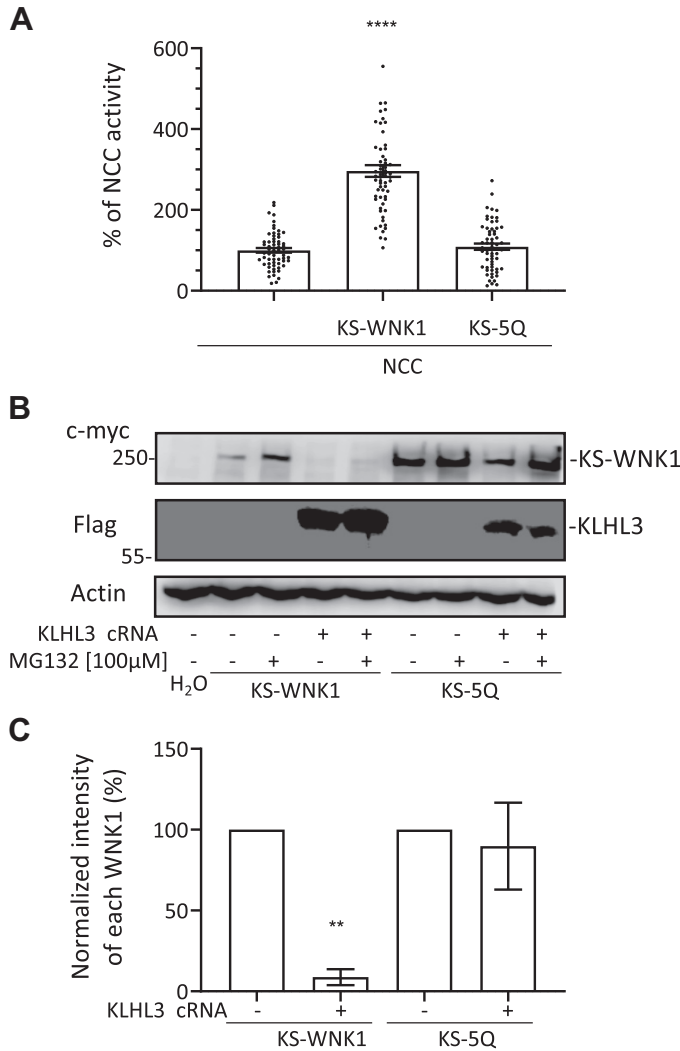 A
****
600
400
200
0
% of NCC activity
KS-WNK1 KS-5Q
NCC
B
c-myc
250- -KS-WNK1
Flag -KLHL3
55-
Actin
KLHL3 cRNA - - - + + - - + +
MG132 [100µM] - - + - + - + - +
H₂O KS-WNK1 KS-5Q
C
150
100
50
0
Normalized intensity
of each WNK1 (%)
**
KLHL3 cRNA - + - +
KS-WNK1 KS-5Q